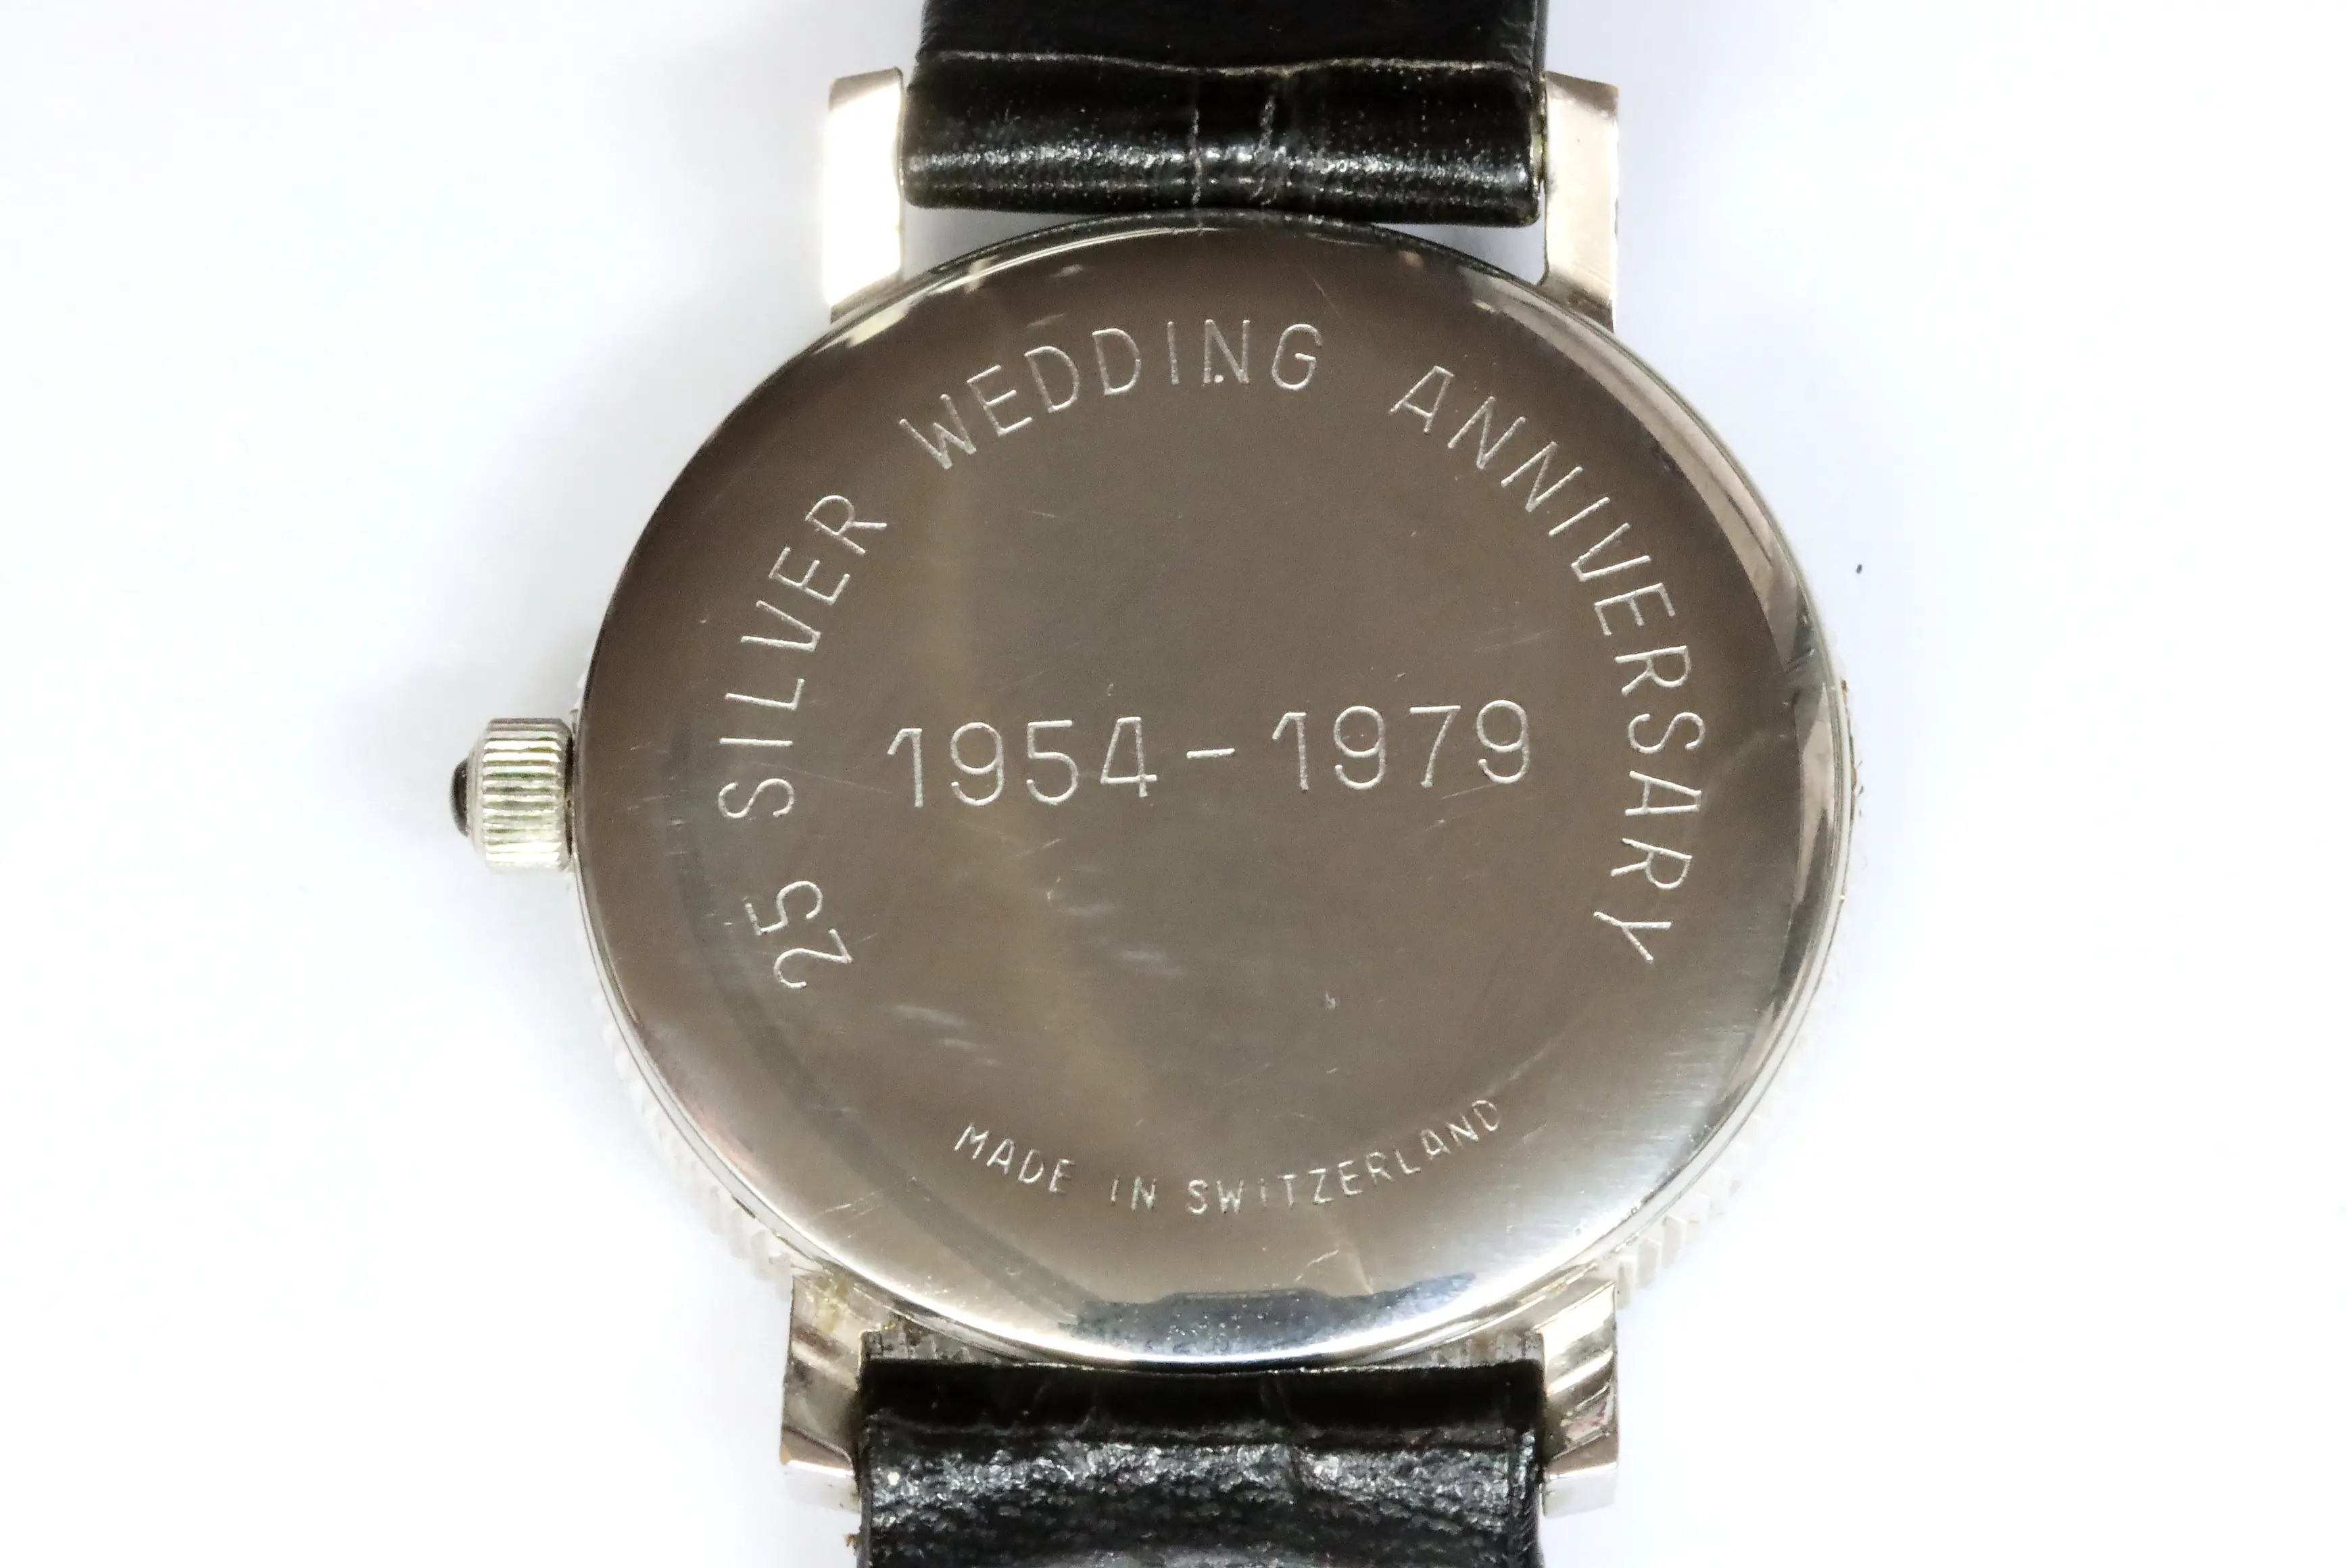 25 SILVER WEDDING ANNIVERSARY
1954-1979
MADE IN SWITZERLAND